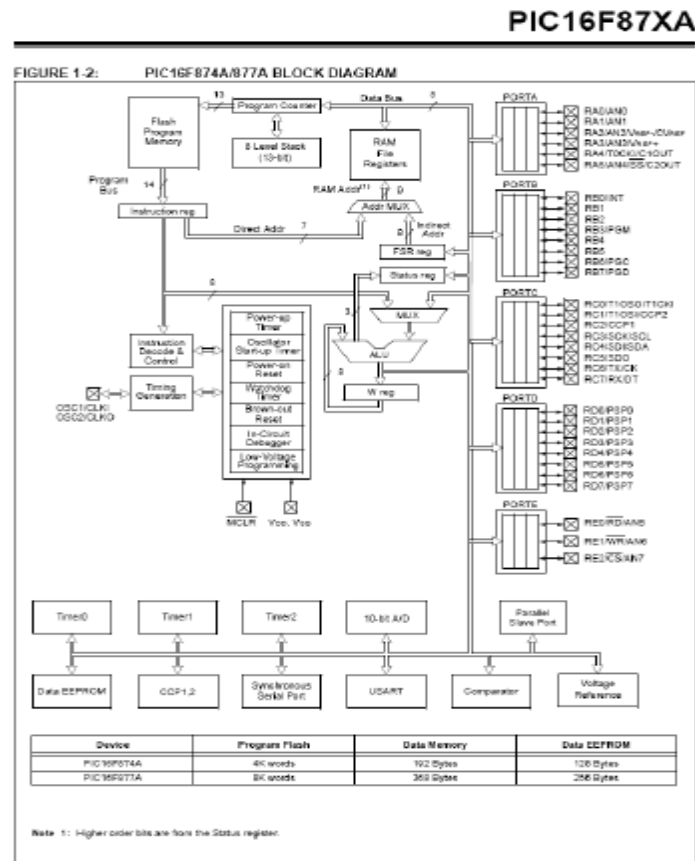 PIC16F87XA
FIGURE 1-2: PIC16F874A/877A BLOCK DIAGRAM
13
Program Counter
Data Bus
8
PORTA
Flash
Program
Memory
8 Level Stack
(13-bit)
RAM
File
Registers
RA0/AN0
RA1/AN1
RA2/AN2/VREF-/CVREF
RA3/AN3/VREF+
RA4/T0CKI/C1OUT
RA5/AN4/SS/C2OUT
Program
Bus
14
RAM Addr(1)
9
PORTB
Addr MUX
Instruction reg
Direct Addr
7
8
Indirect
Addr
FSR reg
RB0/INT
RB1
RB2
RB3/PGM
RB4
RB5
RB6/PGC
RB7/PGD
Status reg
8
PORTC
3
MUX
RC0/T1OSO/T1CKI
RC1/T1OSI/CCP2
RC2/CCP1
RC3/SCK/SCL
RC4/SDI/SDA
RC5/SDO
RC6/TX/CK
RC7/RX/DT
Power-up
Timer
Instruction
Decode &
Control
Oscillator
Start-up Timer
ALU
Power-on
Reset
8
Timing
Generation
Watchdog
Timer
W reg
OSC1/CLKI
OSC2/CLKO
Brown-out
Reset
In-Circuit
Debugger
Low-Voltage
Programming
PORTD
RD0/PSP0
RD1/PSP1
RD2/PSP2
RD3/PSP3
RD4/PSP4
RD5/PSP5
RD6/PSP6
RD7/PSP7
MCLR
PORTE
RE0/RD/AN5
RE1/WR/AN6
RE2/CS/AN7
Timer0
Timer1
Timer2
10-bit A/D
Parallel
Slave Port
Data EEPROM
CCP1,2
Synchronous
Serial Port
USART
Comparator
Voltage
Reference
Device Program Flash Data Memory Data EEPROM
PIC16F874A 4K words 192 Bytes 128 Bytes
PIC16F877A 8K words 368 Bytes 256 Bytes
Note 1: Higher order bits are from the Status register.